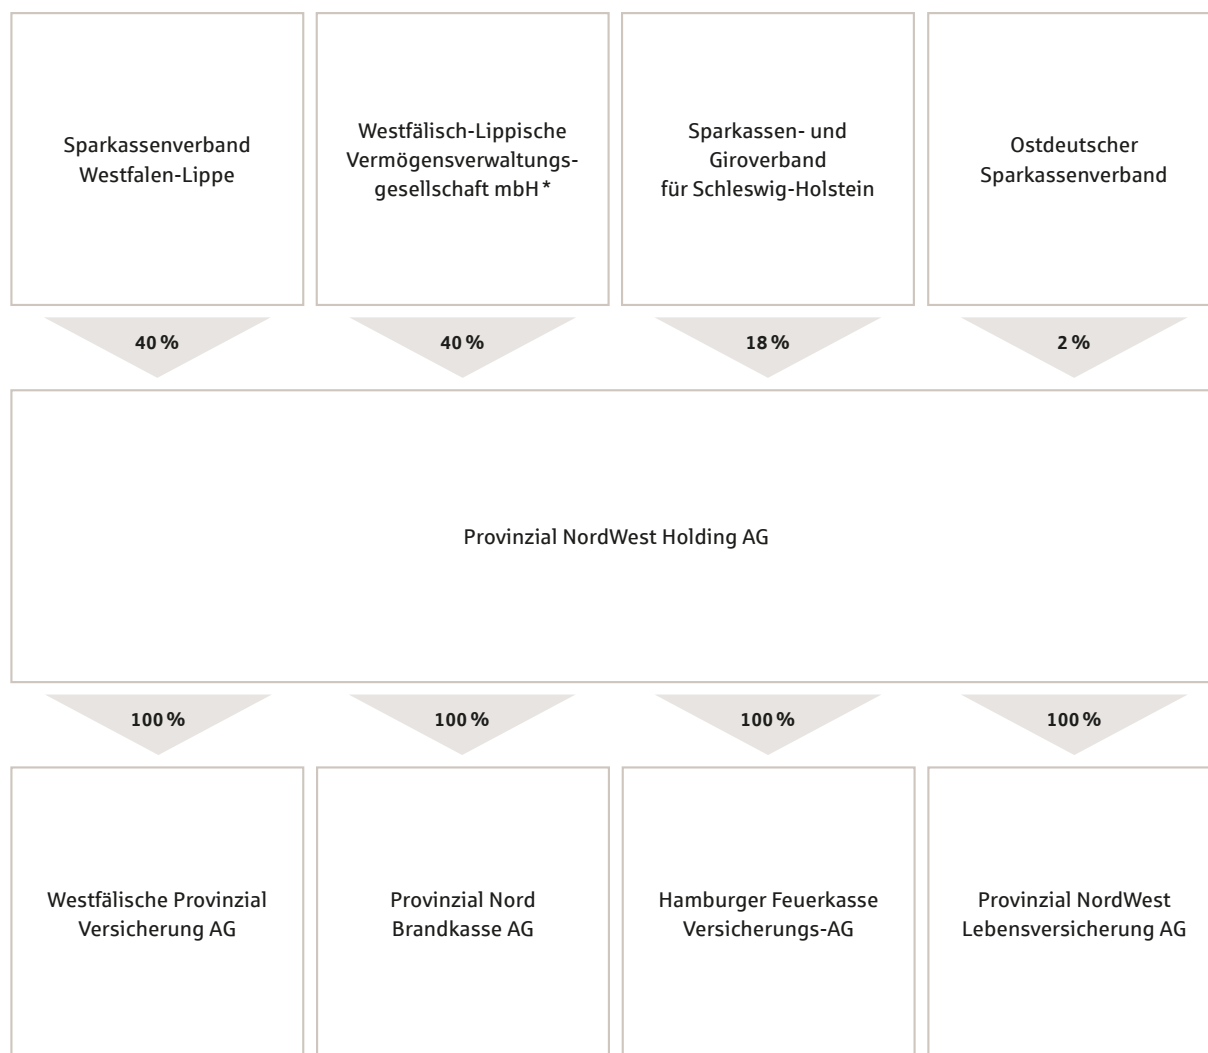 Sparkassenverband
Westfalen-Lippe
Westfälisch-Lippische
Vermögensverwaltungs-
gesellschaft mbH *
Sparkassen- und
Giroverband
für Schleswig-Holstein
Ostdeutscher
Sparkassenverband
40 %
40 %
18 %
2 %
Provinzial NordWest Holding AG
100 %
100 %
100 %
100 %
Westfälische Provinzial
Versicherung AG
Provinzial Nord
Brandkasse AG
Hamburger Feuerkasse
Versicherungs-AG
Provinzial NordWest
Lebensversicherung AG